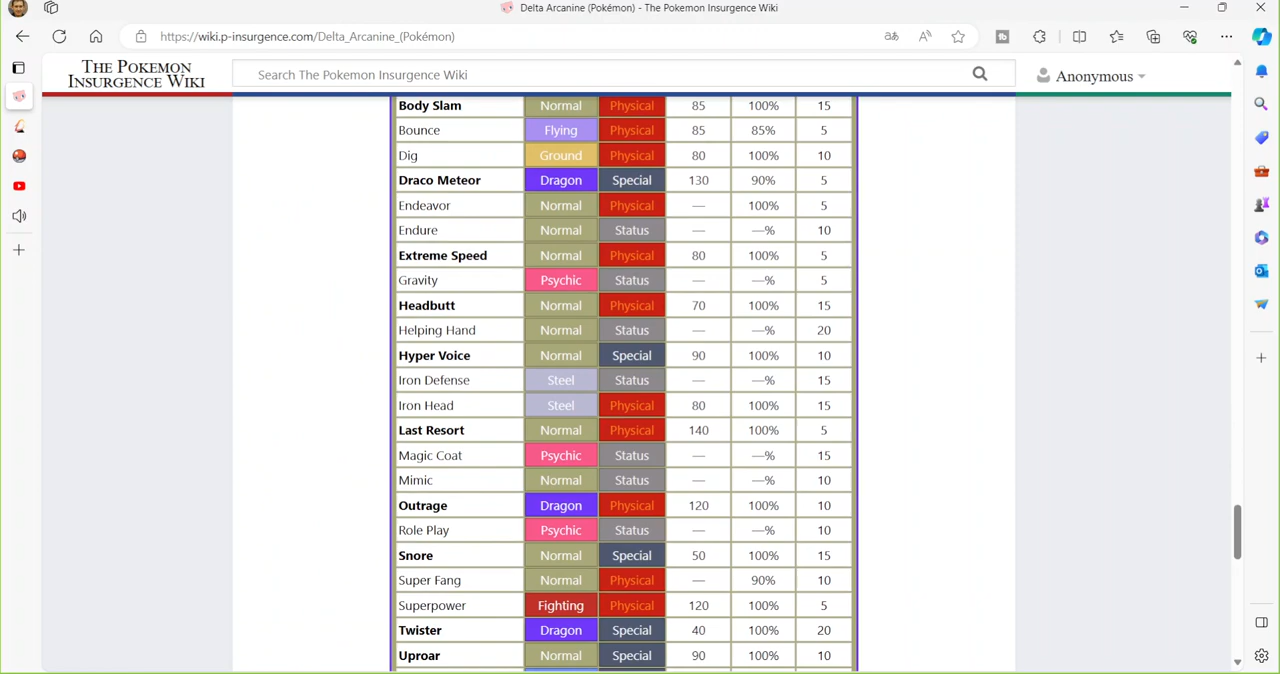 Delta Arcanine (Pokémon) - The Pokemon Insurgence Wiki
https://wiki.p-insurgence.com/Delta_Arcanine_(Pokémon)
THE POKEMON
INSURGENCE WIKI
Search The Pokemon Insurgence Wiki
Anonymous
Body Slam Normal Physical 85 100% 15
Bounce Flying Physical 85 85% 5
Dig Ground Physical 80 100% 10
Draco Meteor Dragon Special 130 90% 5
Endeavor Normal Physical — 100% 5
Endure Normal Status — —% 10
Extreme Speed Normal Physical 80 100% 5
Gravity Psychic Status — —% 5
Headbutt Normal Physical 70 100% 15
Helping Hand Normal Status — —% 20
Hyper Voice Normal Special 90 100% 10
Iron Defense Steel Status — —% 15
Iron Head Steel Physical 80 100% 15
Last Resort Normal Physical 140 100% 5
Magic Coat Psychic Status — —% 15
Mimic Normal Status — —% 10
Outrage Dragon Physical 120 100% 10
Role Play Psychic Status — —% 10
Snore Normal Special 50 100% 15
Super Fang Normal Physical — 90% 10
Superpower Fighting Physical 120 100% 5
Twister Dragon Special 40 100% 20
Uproar Normal Special 90 100% 10